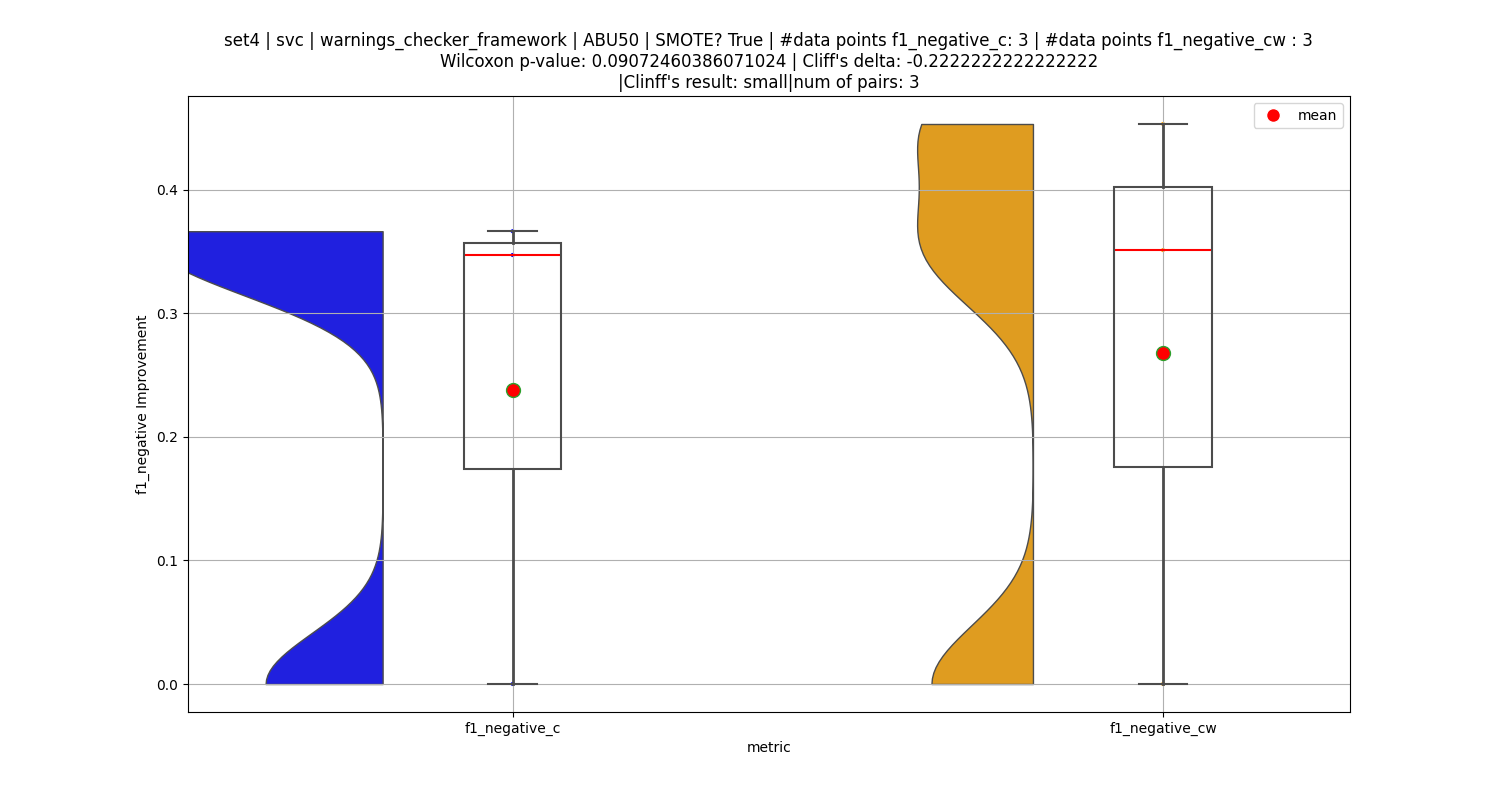 set4 | svc | warnings_checker_framework | ABU50 | SMOTE? True | #data points f1_negative_c: 3 | #data points f1_negative_cw : 3
Wilcoxon p-value: 0.09072460386071024 | Cliff's delta: -0.2222222222222222
|Clinff's result: small|num of pairs: 3
mean
f1_negative Improvement
0.4
0.3
0.2
0.1
0.0
f1_negative_c
f1_negative_cw
metric